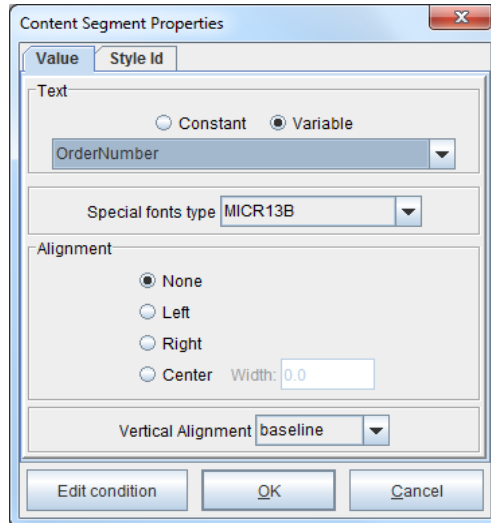 Content Segment Properties
Value Style Id
Text
Constant Variable
OrderNumber
Special fonts type MICR13B
Alignment
None
Left
Right
Center Width: 0.0
Vertical Alignment baseline
Edit condition OK Cancel